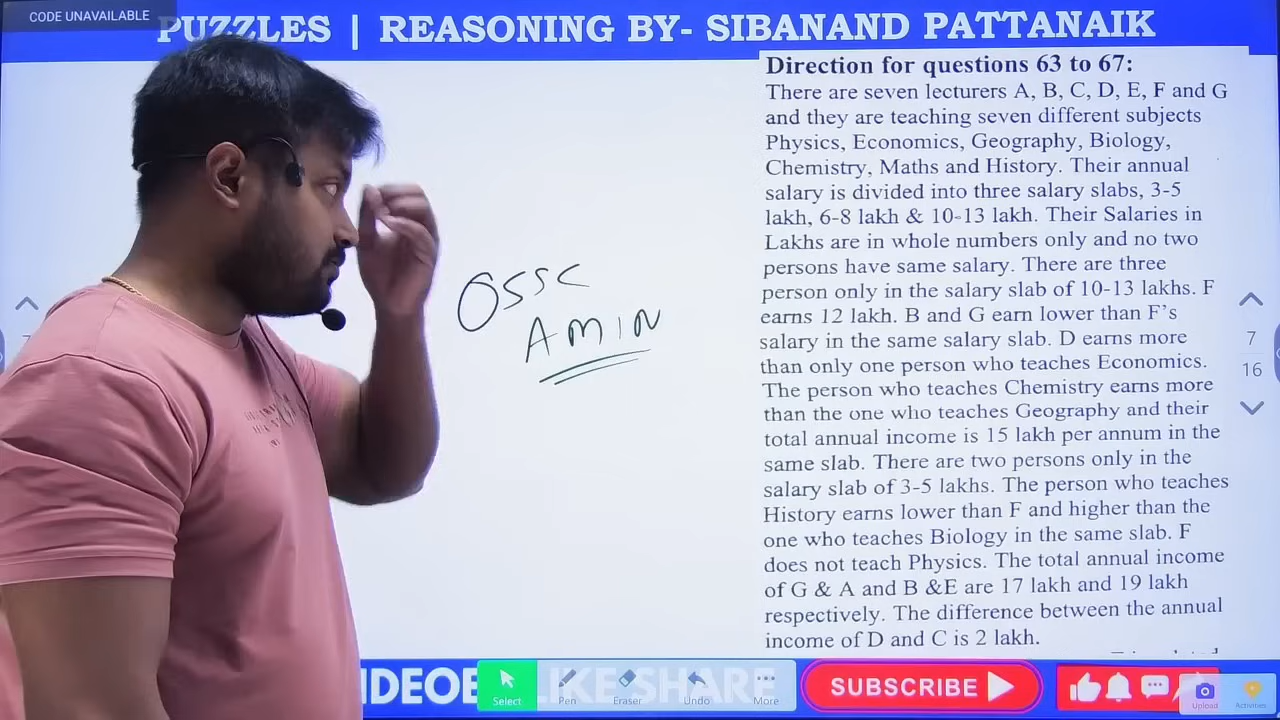 CODE UNAVAILABLE
PUZZLES | REASONING BY- SIBANAND PATTANAIK
Direction for questions 63 to 67:
There are seven lecturers A, B, C, D, E, F and G
and they are teaching seven different subjects
Physics, Economics, Geography, Biology,
Chemistry, Maths and History. Their annual
salary is divided into three salary slabs, 3-5
lakh, 6-8 lakh & 10-13 lakh. Their Salaries in
Lakhs are in whole numbers only and no two
persons have same salary. There are three
person only in the salary slab of 10-13 lakhs. F
earns 12 lakh. B and G earn lower than F's
salary in the same salary slab. D earns more
than only one person who teaches Economics.
The person who teaches Chemistry earns more
than the one who teaches Geography and their
total annual income is 15 lakh per annum in the
same slab. There are two persons only in the
salary slab of 3-5 lakhs. The person who teaches
History earns lower than F and higher than the
one who teaches Biology in the same slab. F
does not teach Physics. The total annual income
of G & A and B &E are 17 lakh and 19 lakh
respectively. The difference between the annual
income of D and C is 2 lakh.
OSSC
AMIN
7
16
LIKE SHARE
Select
Pen
Eraser
Undo
More
SUBSCRIBE
Upload
Activities